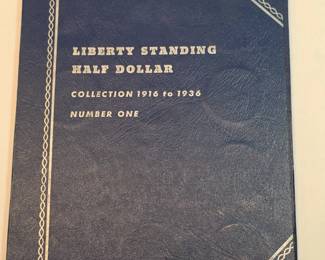 LIBERTY STANDING
HALF DOLLAR
COLLECTION 1916 to 1936
NUMBER ONE